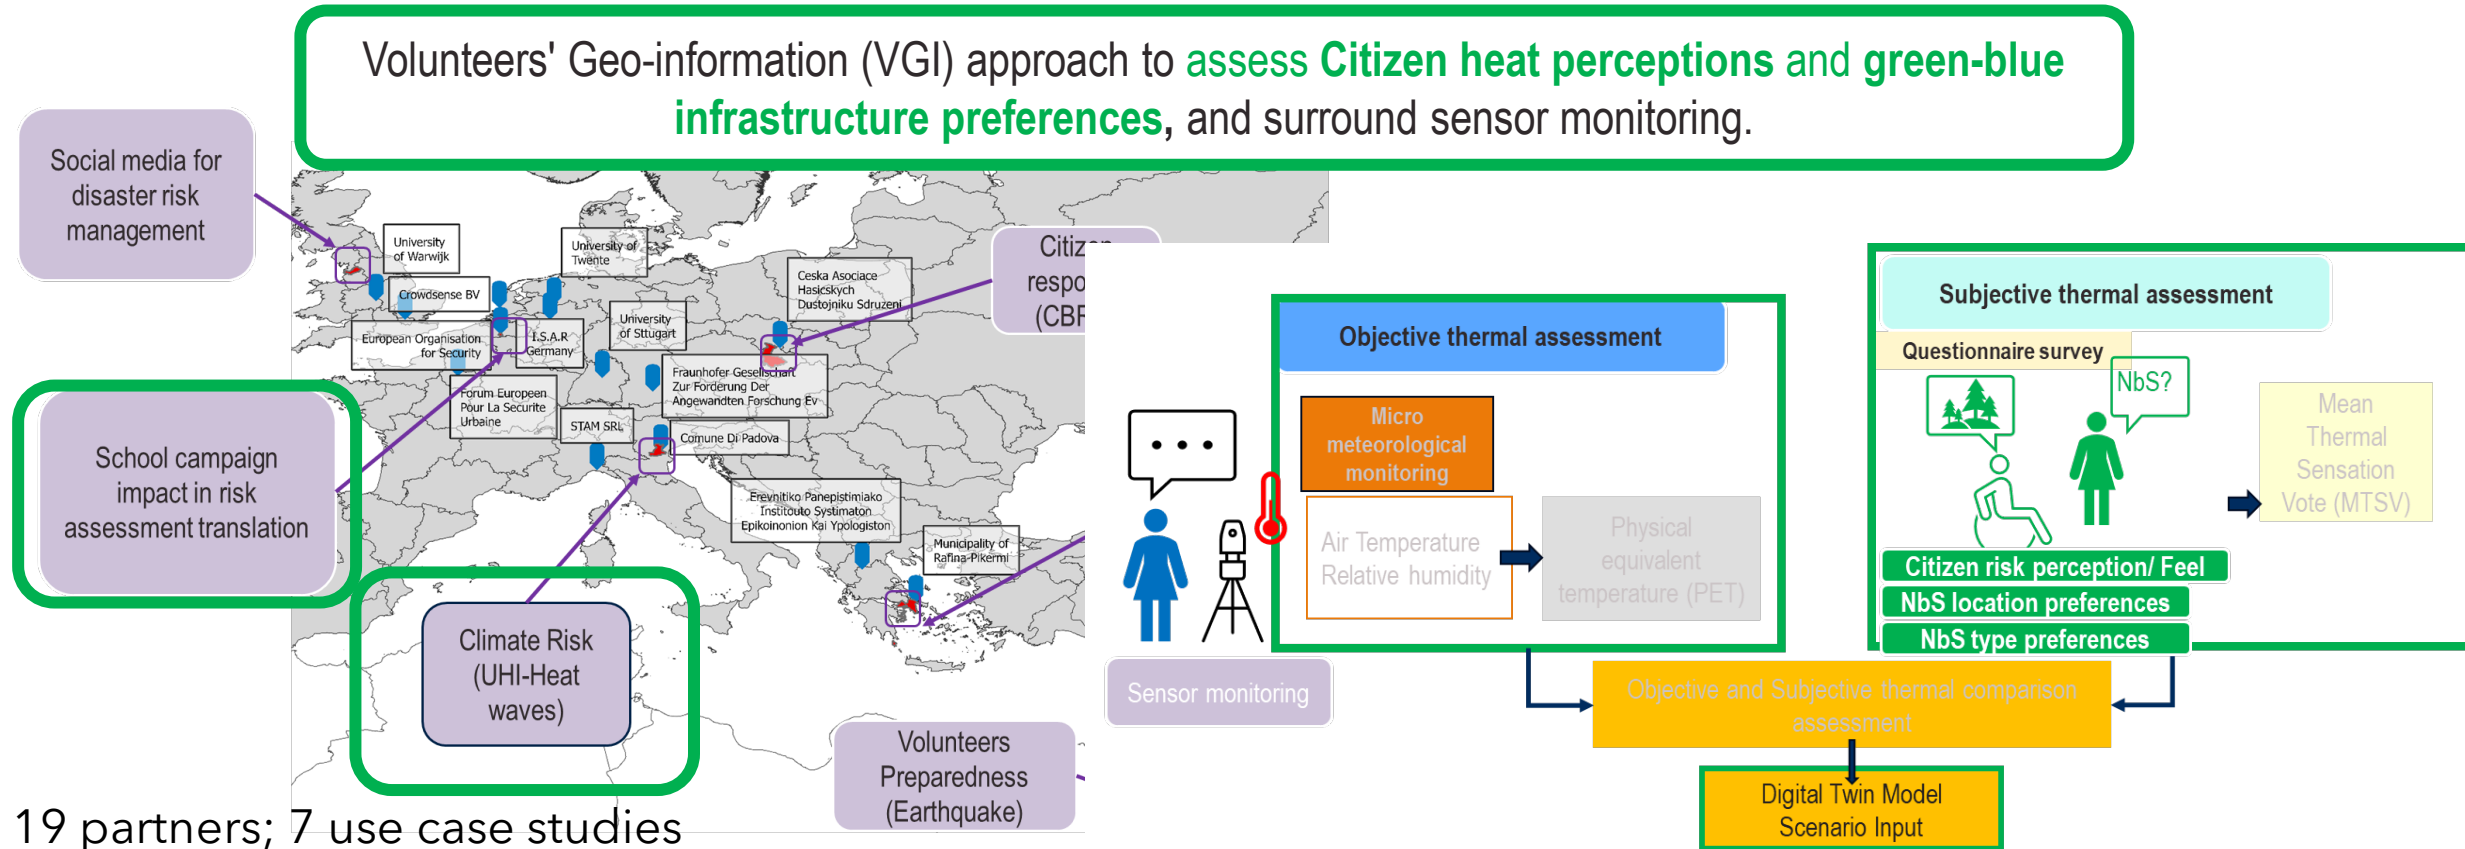 Volunteers' Geo-information (VGI) approach to assess Citizen heat perceptions and green-blue
infrastructure preferences, and surround sensor monitoring.
Social media for
disaster risk
management
University
of Warwijk
University of
Twente
Crowdsense BV
Ceska Asociace
Hasicskych
Dustojniku Sdruzeni
European Organisation
for Security
I.S.A.R
Germany
University
of Sttugart
Fraunhofer Gesellschaft
Zur Forderung Der
Angewandten Forschung Ev
Forum Europeen
Pour La Securite
Urbaine
STAM SRL
Comune Di Padova
Erevnitiko Panepistimiako
Institouto Systimaton
Epikoinonion Kai Ypologiston
Municipality of
Rafina-Pikermi
School campaign
impact in risk
assessment translation
Climate Risk
(UHI-Heat
waves)
Volunteers
Preparedness
(Earthquake)
19 partners; 7 use case studies
Sensor monitoring
Objective thermal assessment
Micro
meteorological
monitoring
Air Temperature
Relative humidity
Physical
equivalent
temperature (PET)
Subjective thermal assessment
Questionnaire survey
NbS?
Mean
Thermal
Sensation
Vote (MTSV)
Citizen risk perception/ Feel
NbS location preferences
NbS type preferences
Objective and Subjective thermal comparison
assessment
Digital Twin Model
Scenario Input